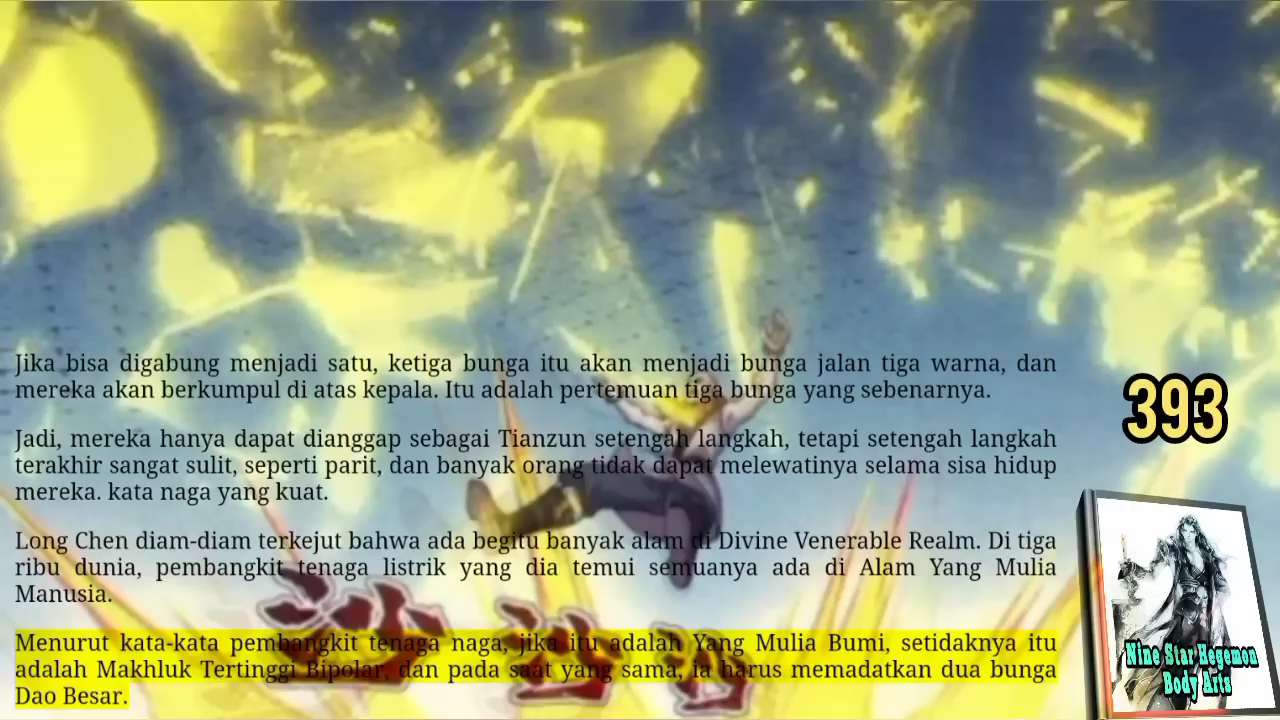 Jika bisa digabung menjadi satu, ketiga bunga itu akan menjadi bunga jalan tiga warna, dan
mereka akan berkumpul di atas kepala. Itu adalah pertemuan tiga bunga yang sebenarnya.
Jadi, mereka hanya dapat dianggap sebagai Tianzun setengah langkah, tetapi setengah langkah
terakhir sangat sulit, seperti parit, dan banyak orang tidak dapat melewatinya selama sisa hidup
mereka. kata naga yang kuat.
Long Chen diam-diam terkejut bahwa ada begitu banyak alam di Divine Venerable Realm. Di tiga
ribu dunia, pembangkit tenaga listrik yang dia temui semuanya ada di Alam Yang Mulia
Manusia.
Menurut kata-kata pembangkit tenaga naga, jika itu adalah Yang Mulia Bumi, setidaknya itu
adalah Makhluk Tertinggi Bipolar, dan pada saat yang sama, ia harus memadatkan dua bunga
Dao Besar.
393
Nine Star Hegemon
Body Arts